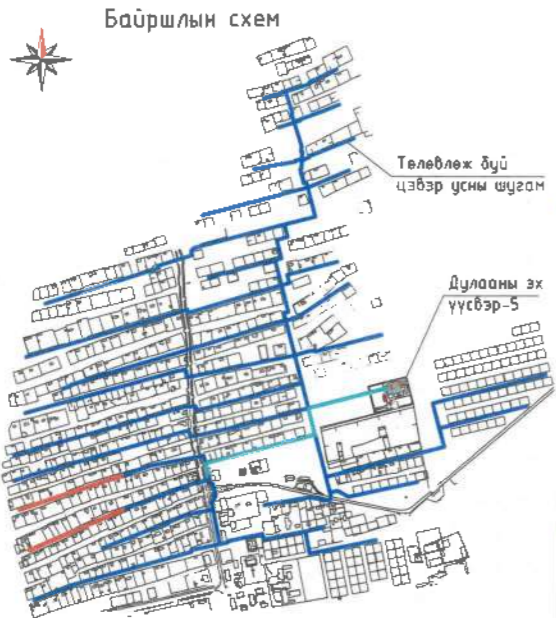 Байршлын схем
Төлөвлөж буй
цэвэр усны шугам
Дулааны эх
үүсвэр-5